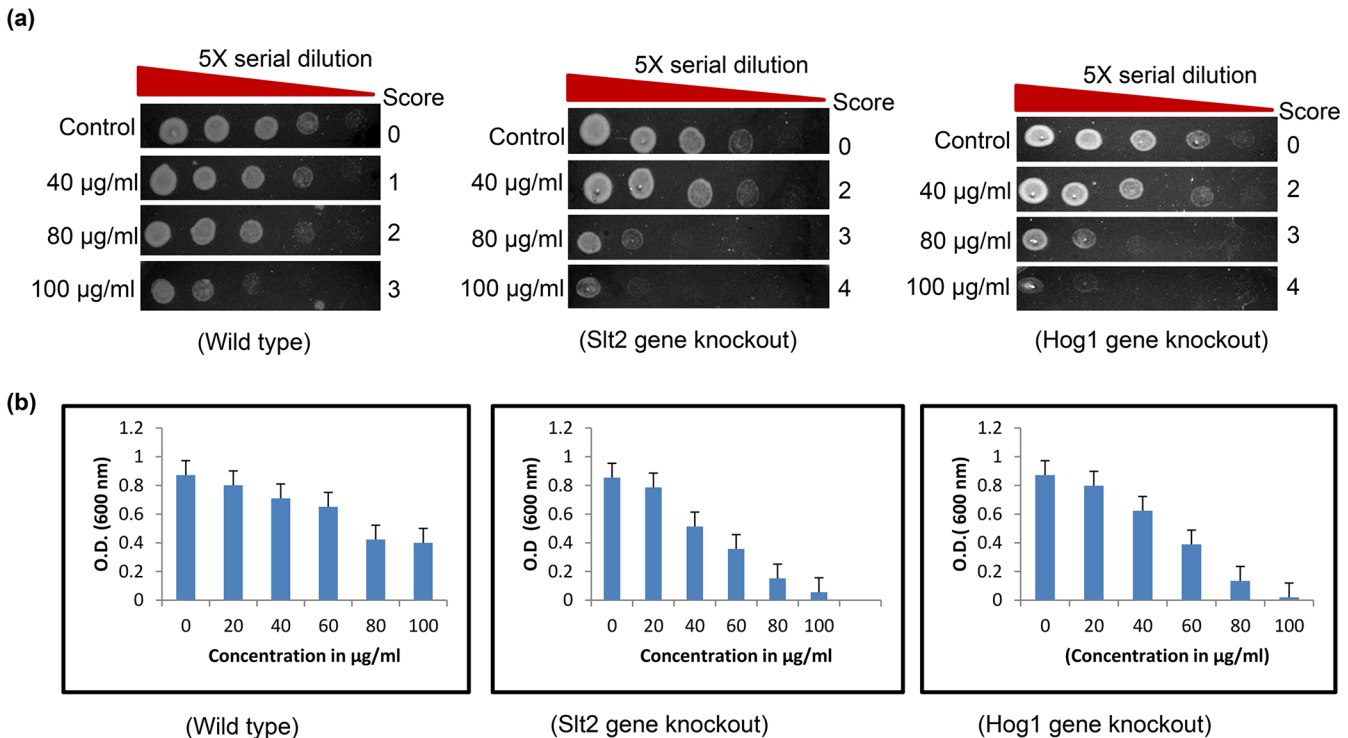 (a)
5X serial dilution
Score
Control
0
40 µg/ml
1
80 µg/ml
2
100 µg/ml
3
(Wild type)
5X serial dilution
Score
Control
0
40 µg/ml
2
80 µg/ml
3
100 µg/ml
4
(Slt2 gene knockout)
5X serial dilution
Score
Control
0
40 µg/ml
2
80 µg/ml
3
100 µg/ml
4
(Hog1 gene knockout)
(b)
O.D. (600 nm)
1.2
1
0.8
0.6
0.4
0.2
0
0 20 40 60 80 100
Concentration in µg/ml
(Wild type)
O.D (600 nm)
1.2
1
0.8
0.6
0.4
0.2
0
0 20 40 60 80 100
Concentration in µg/ml
(Slt2 gene knockout)
O.D.( 600 nm)
1.2
1
0.8
0.6
0.4
0.2
0
0 20 40 60 80 100
(Concentration in µg/ml)
(Hog1 gene knockout)